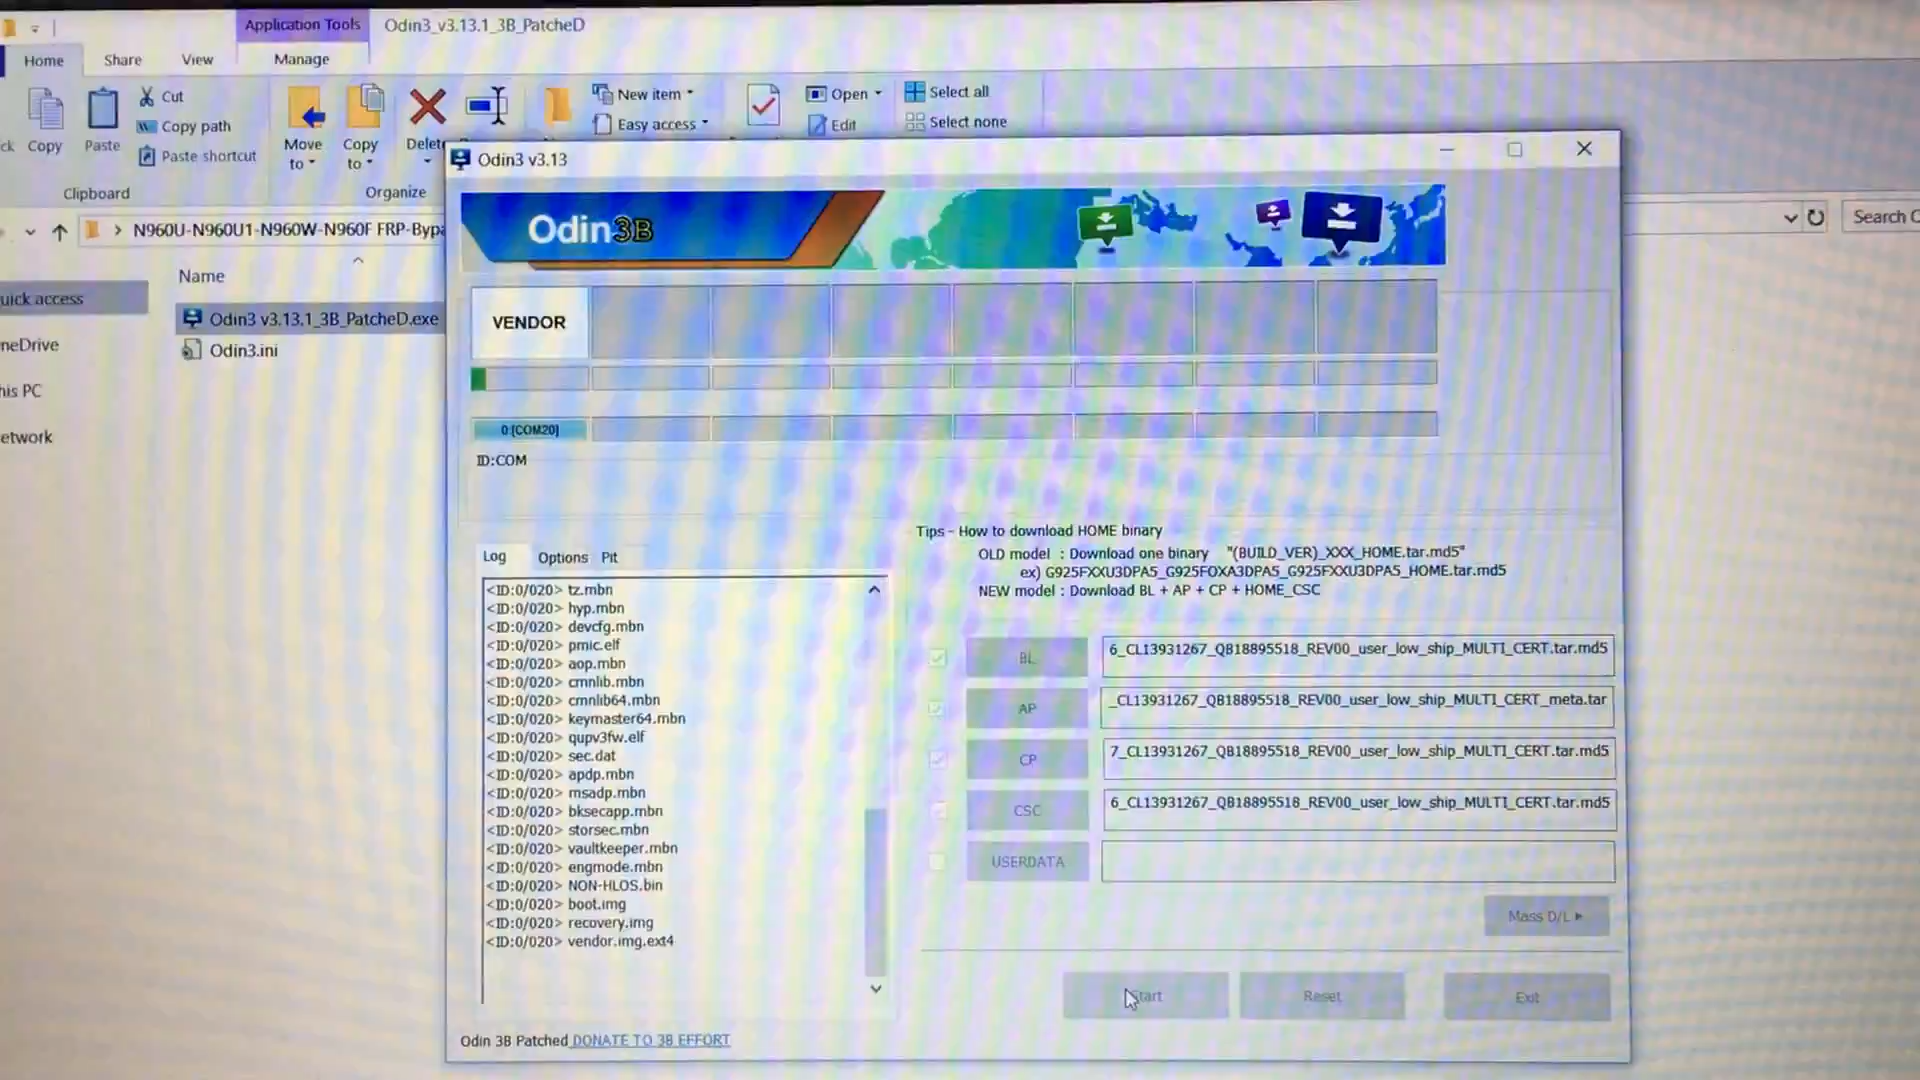 Application Tools
Odin3_v3.13.1_3B_PatcheD
Home
Share
View
Manage
Cut
Copy path
Paste shortcut
Copy
Paste
Move
to
Copy
to
New item
Easy access
Open
Edit
Select all
Select none
Clipboard
Organize
N960U-N960U1-N960W-N960F FRP-Bypa
Search
Name
uick access
Odin3 v3.13.1_3B_PatcheD.exe
Odin3.ini
neDrive
his PC
etwork
Odin3 v3.13
Odin3B
VENDOR
0:[COM20]
ID:COM
Tips - How to download HOME binary
OLD model : Download one binary "(BUILD_VER)_XXX_HOME.tar.md5"
ex) G925FXXU3DPA5_G925FOXA3DPA5_G925FXXU3DPA5_HOME.tar.md5
NEW model : Download BL + AP + CP + HOME_CSC
Log
Options
Pit
<ID:0/020> tz.mbn
<ID:0/020> hyp.mbn
<ID:0/020> devcfg.mbn
<ID:0/020> pmic.elf
<ID:0/020> aop.mbn
<ID:0/020> cmnlib.mbn
<ID:0/020> cmnlib64.mbn
<ID:0/020> keymaster64.mbn
<ID:0/020> qupv3fw.elf
<ID:0/020> sec.dat
<ID:0/020> apdp.mbn
<ID:0/020> msadp.mbn
<ID:0/020> bksecapp.mbn
<ID:0/020> storsec.mbn
<ID:0/020> vaultkeeper.mbn
<ID:0/020> engmode.mbn
<ID:0/020> NON-HLOS.bin
<ID:0/020> boot.img
<ID:0/020> recovery.img
<ID:0/020> vendor.img.ext4
BL
6_CL13931267_QB18895518_REV00_user_low_ship_MULTI_CERT.tar.md5
AP
_CL13931267_QB18895518_REV00_user_low_ship_MULTI_CERT_meta.tar
CP
7_CL13931267_QB18895518_REV00_user_low_ship_MULTI_CERT.tar.md5
CSC
6_CL13931267_QB18895518_REV00_user_low_ship_MULTI_CERT.tar.md5
USERDATA
Mass D/L
Start
Reset
Exit
Odin 3B Patched DONATE TO 3B EFFORT